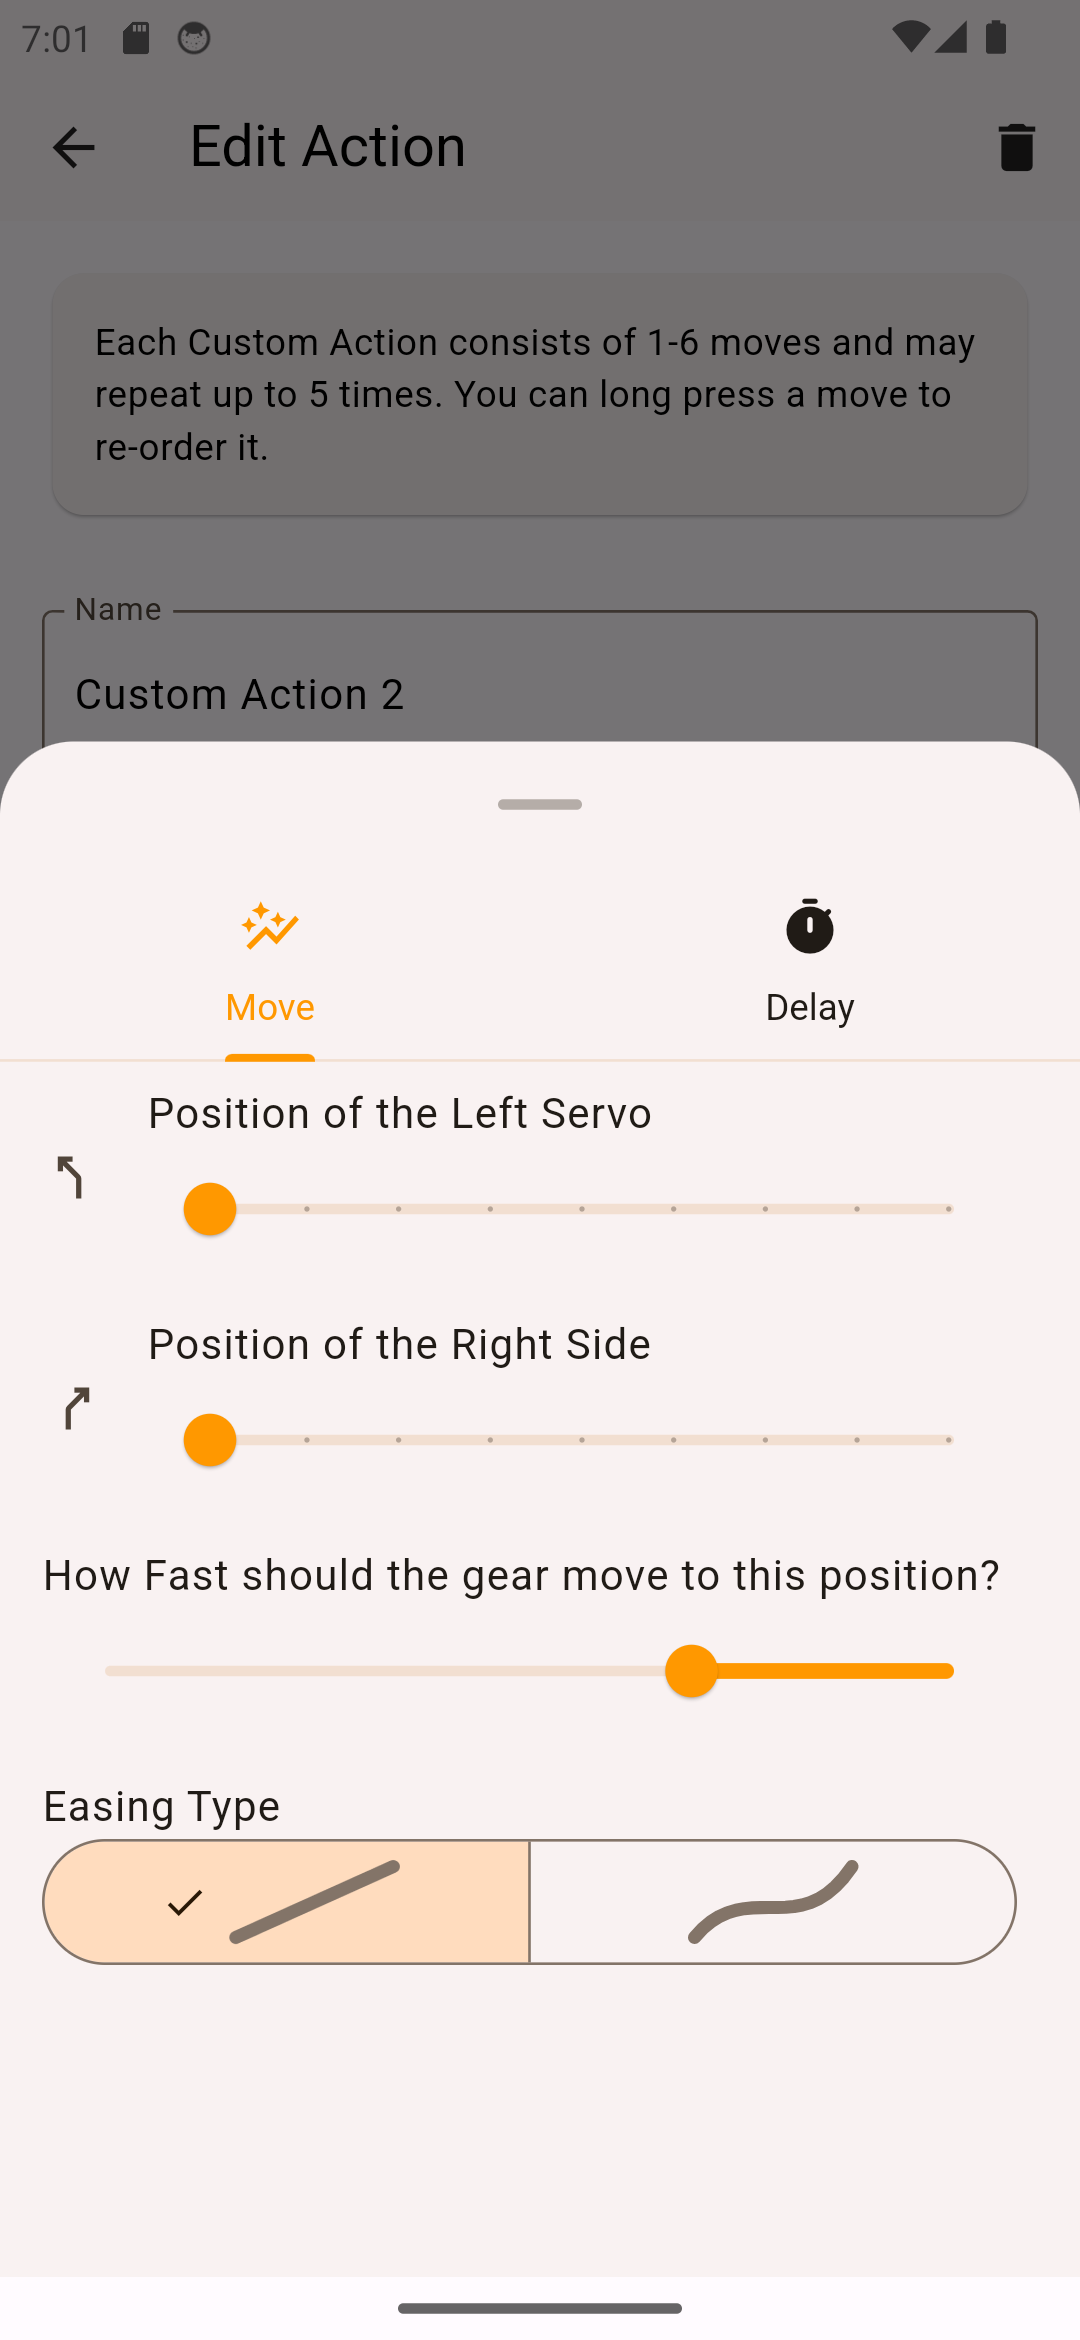 7:01
Edit Action
Each Custom Action consists of 1-6 moves and may
repeat up to 5 times. You can long press a move to
re-order it.
Name
Custom Action 2
Move
Delay
Position of the Left Servo
Position of the Right Side
How Fast should the gear move to this position?
Easing Type